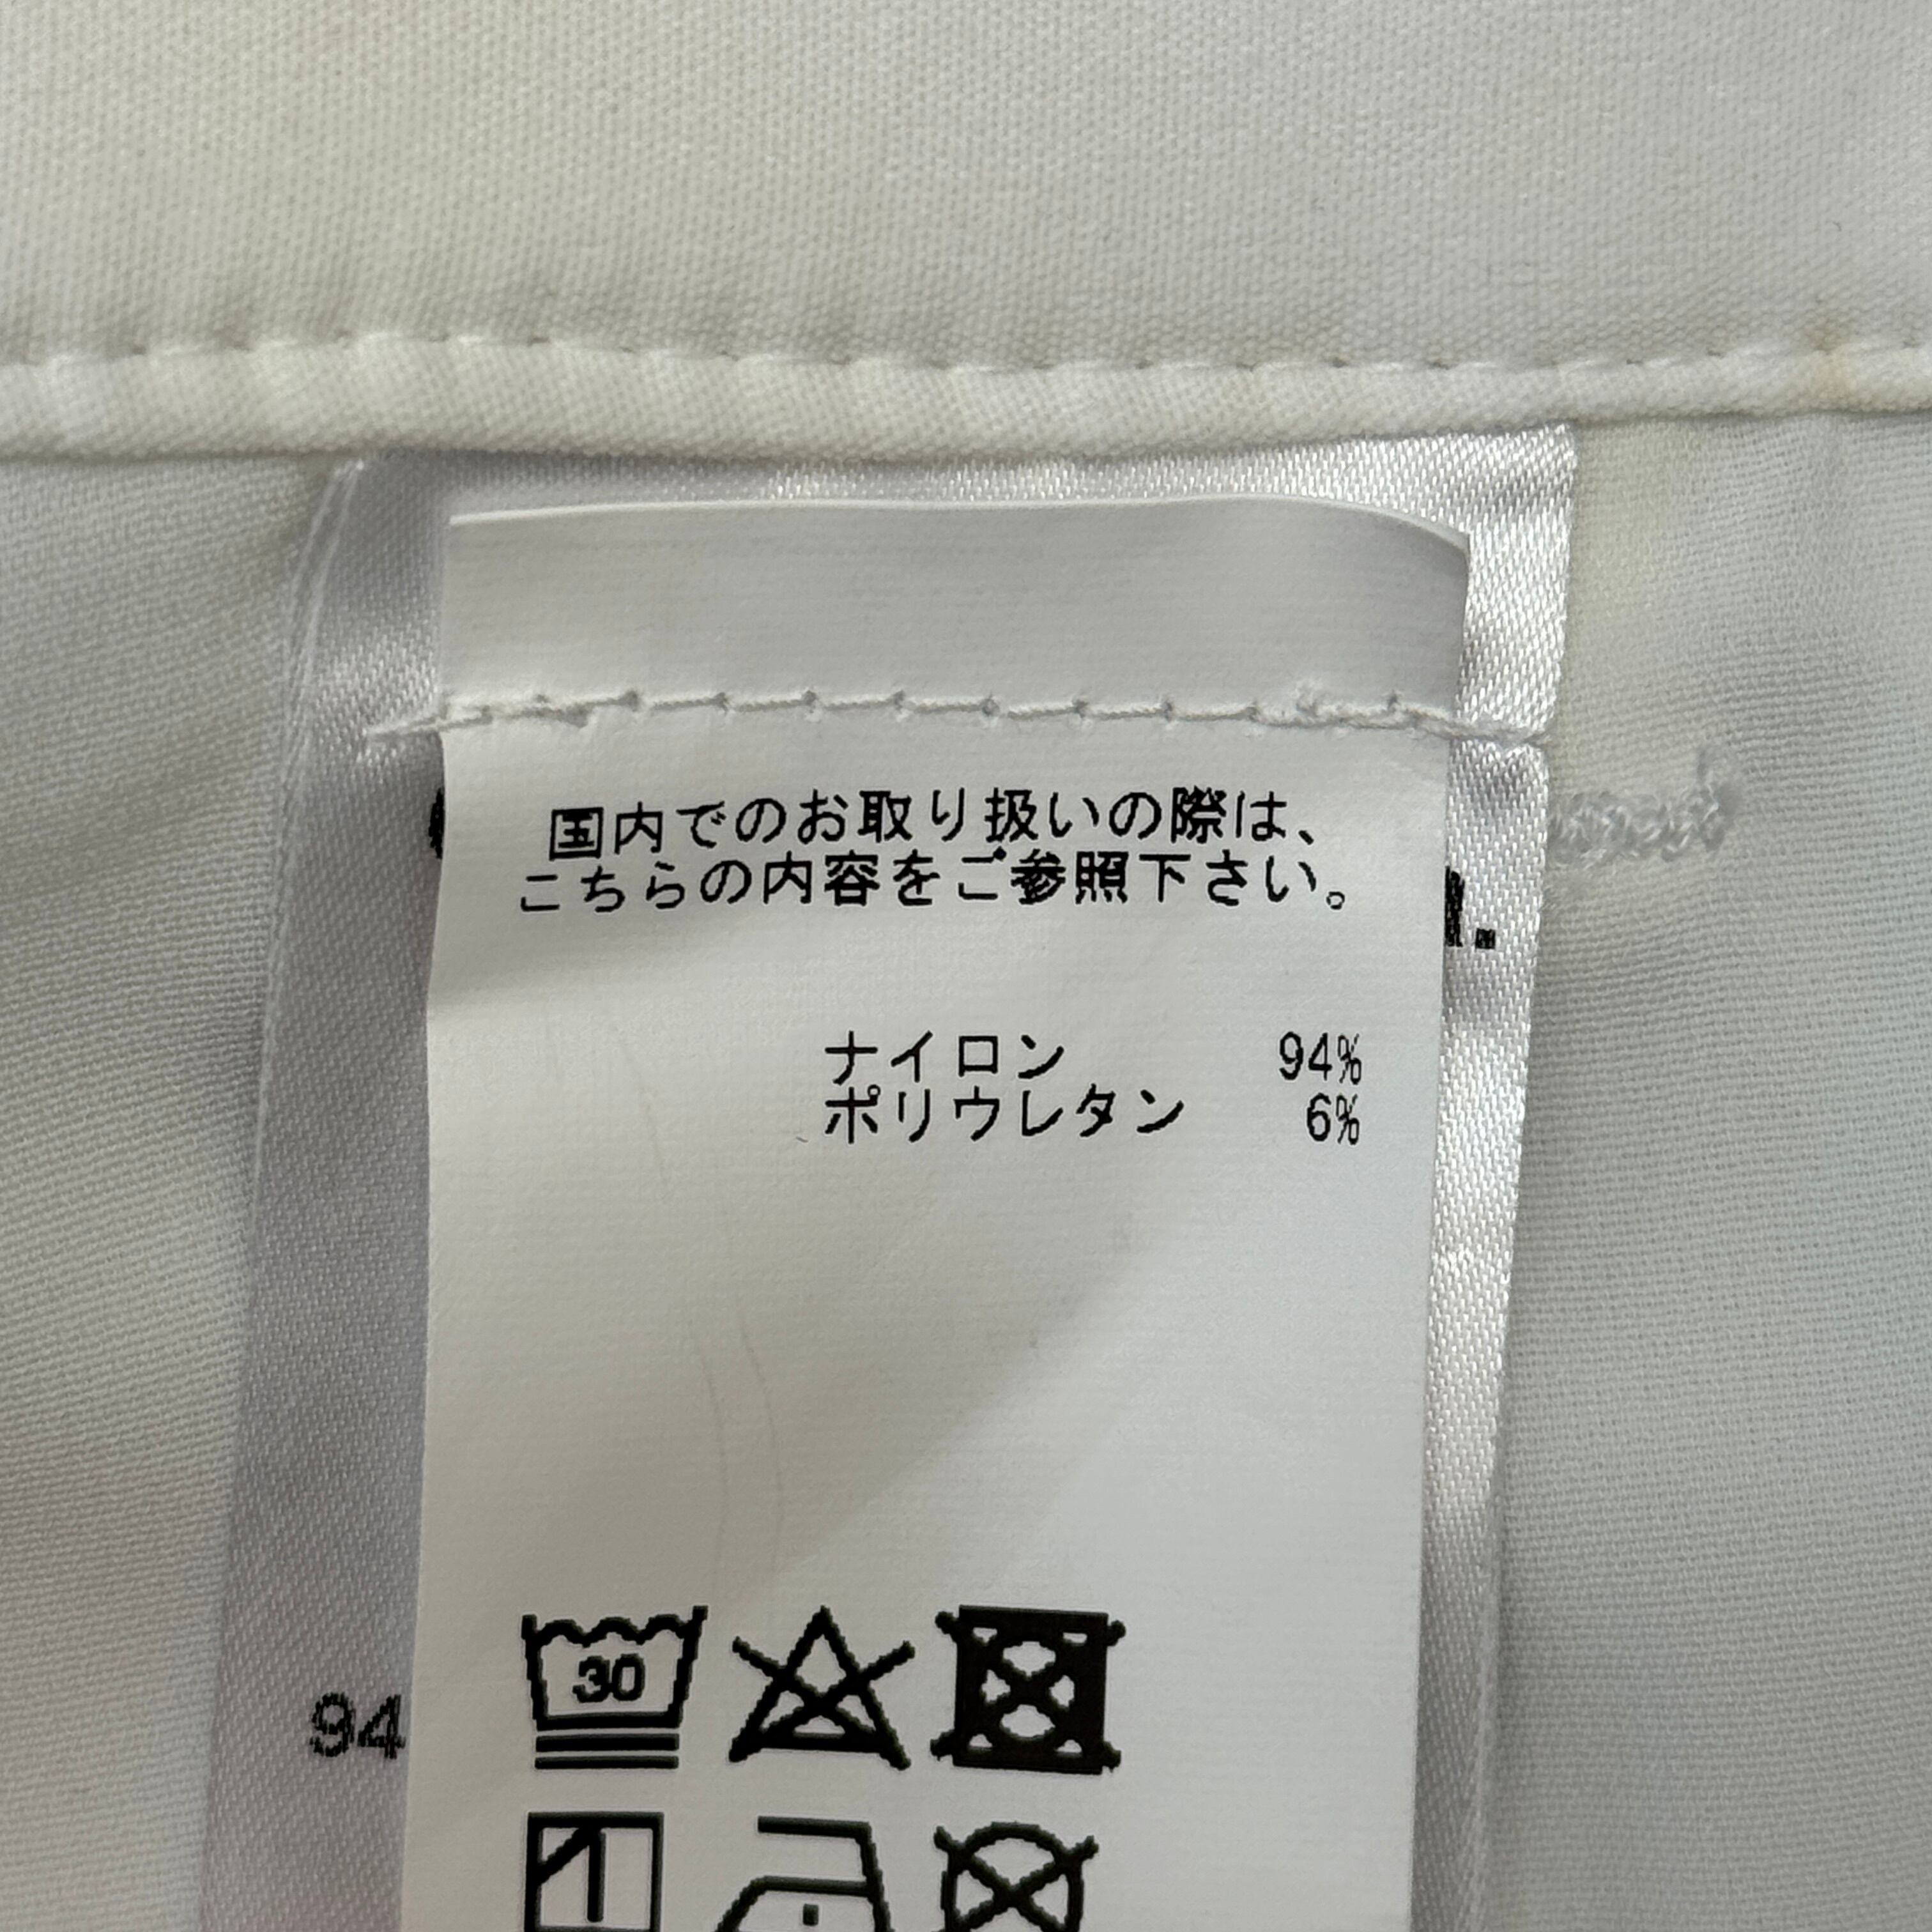 国内でのお取り扱いの際は、
こちらの内容をご参照下さい。
ナイロン 94%
ポリウレタン 6%
30
94